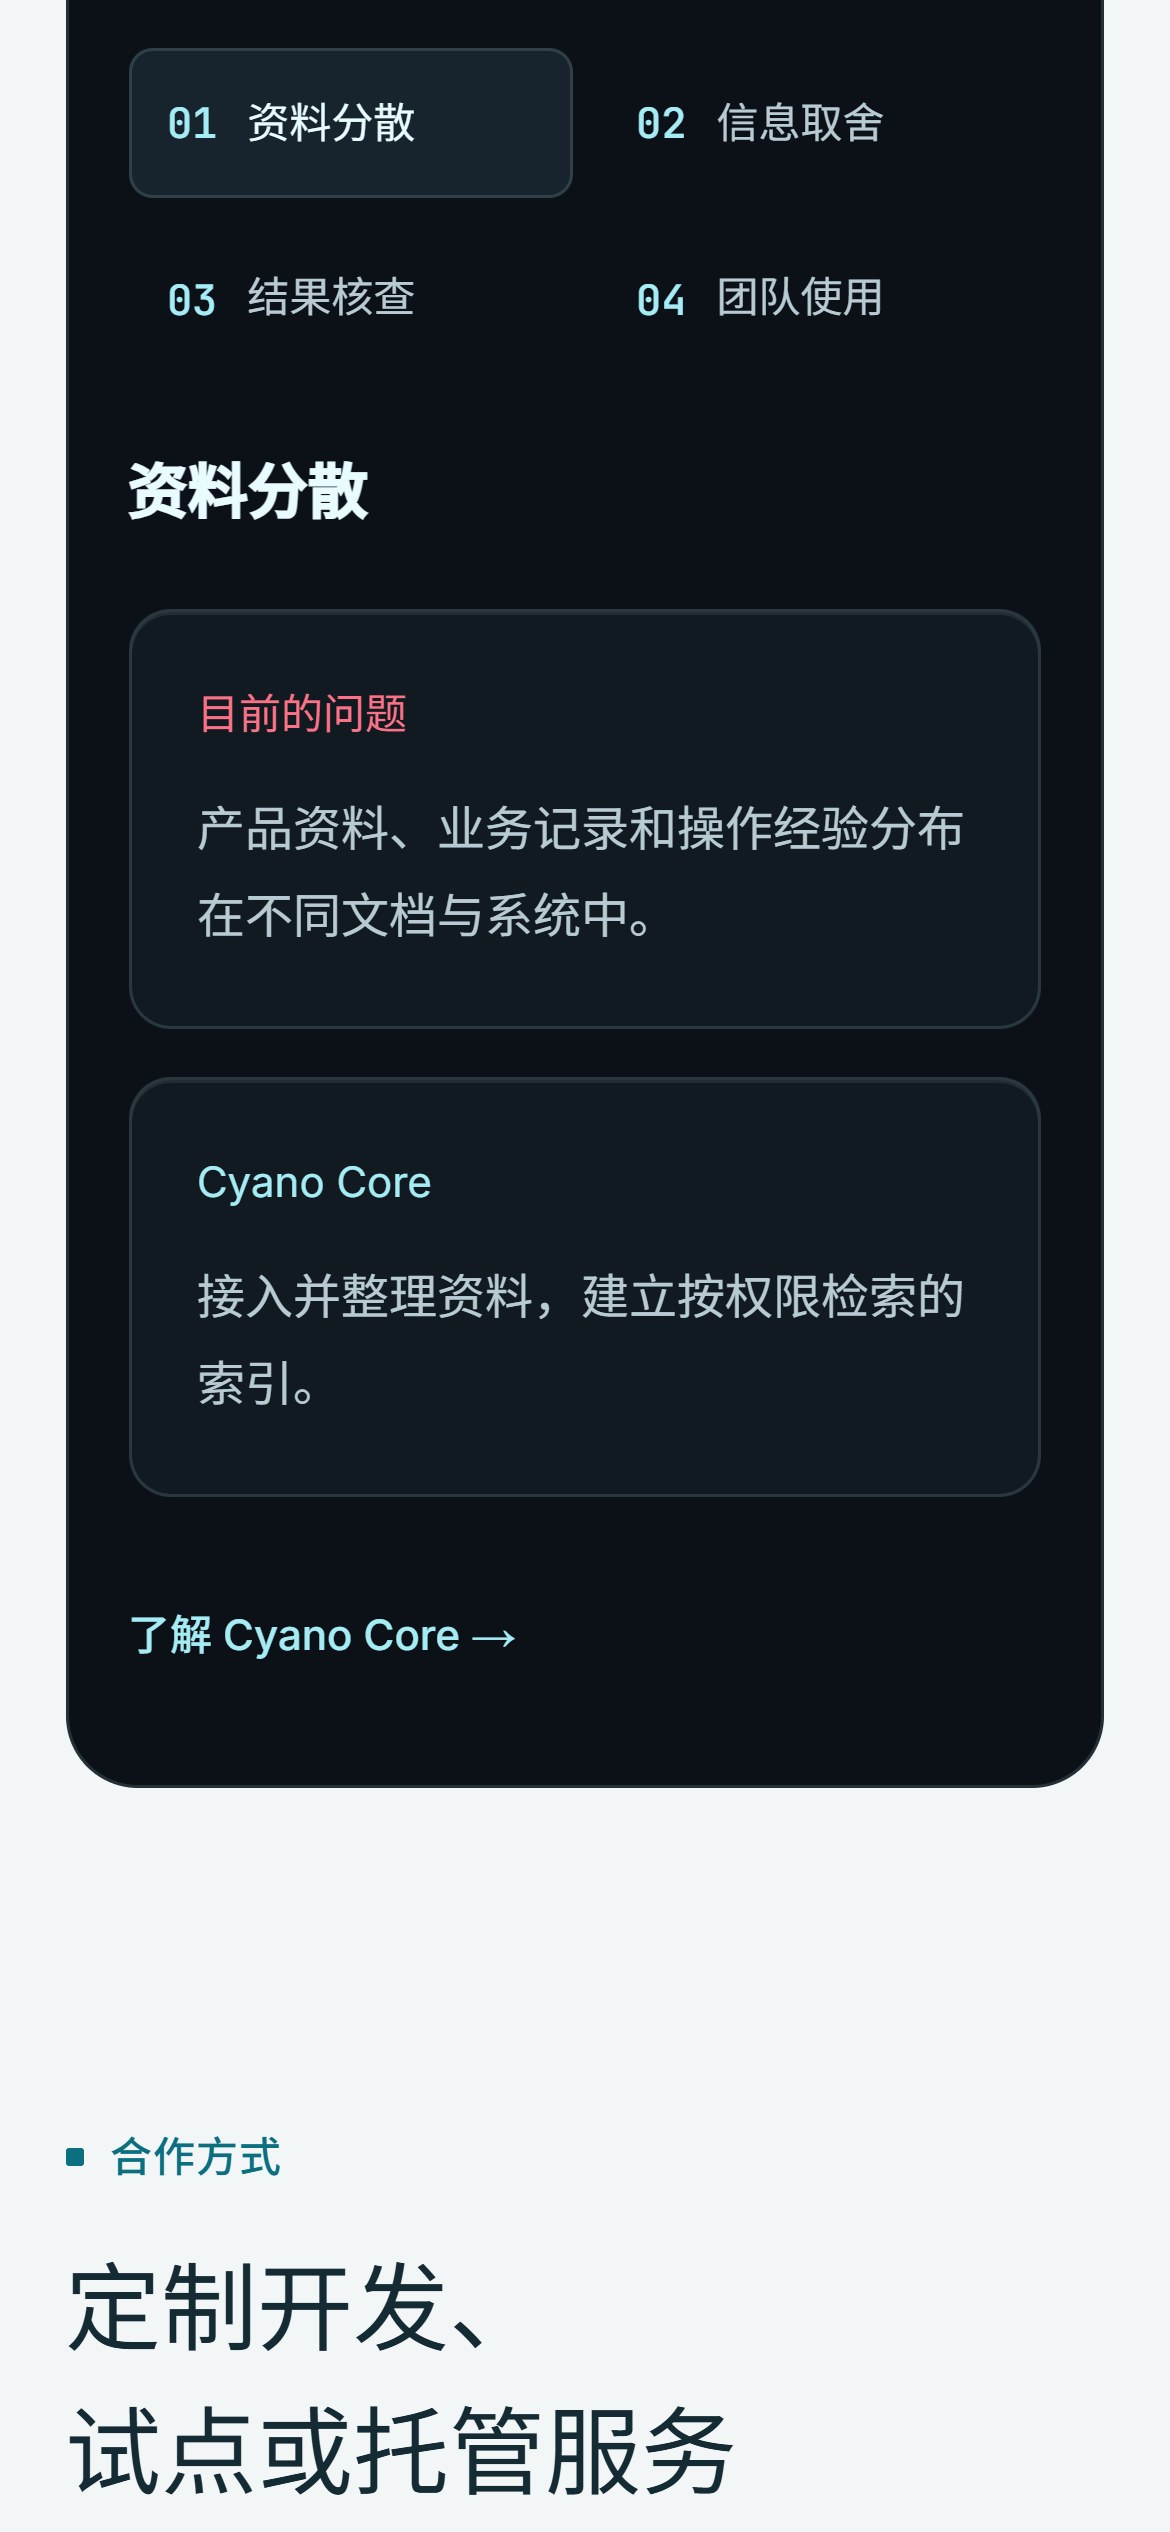 01 资料分散
02 信息取舍
03 结果核查
04 团队使用
资料分散
目前的问题
产品资料、业务记录和操作经验分布
在不同文档与系统中。
Cyano Core
接入并整理资料，建立按权限检索的
索引。
了解 Cyano Core →
合作方式
定制开发、
试点或托管服务